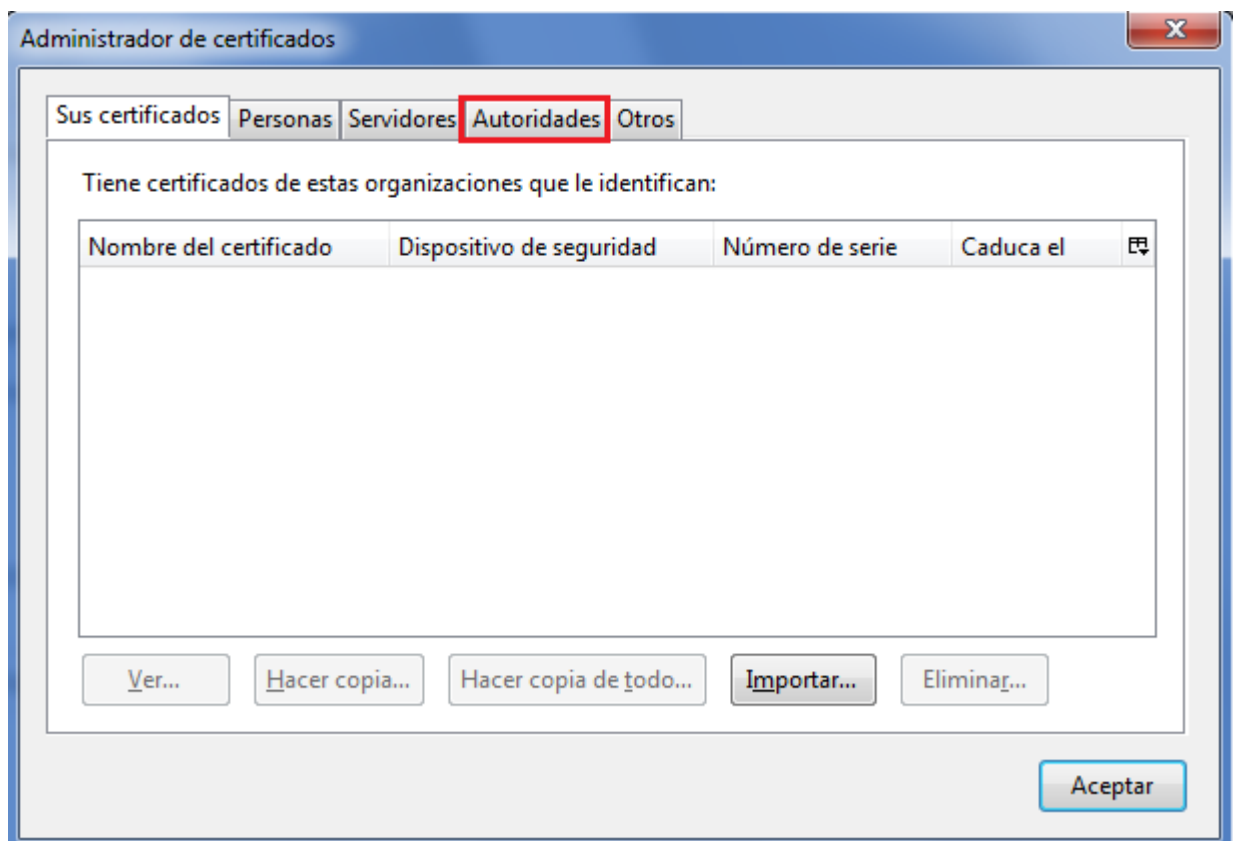 Administrador de certificados
Sus certificados Personas Servidores Autoridades Otros
Tiene certificados de estas organizaciones que le identifican:
Nombre del certificado Dispositivo de seguridad Número de serie Caduca el
Ver... Hacer copia... Hacer copia de todo... Importar... Eliminar...
Aceptar